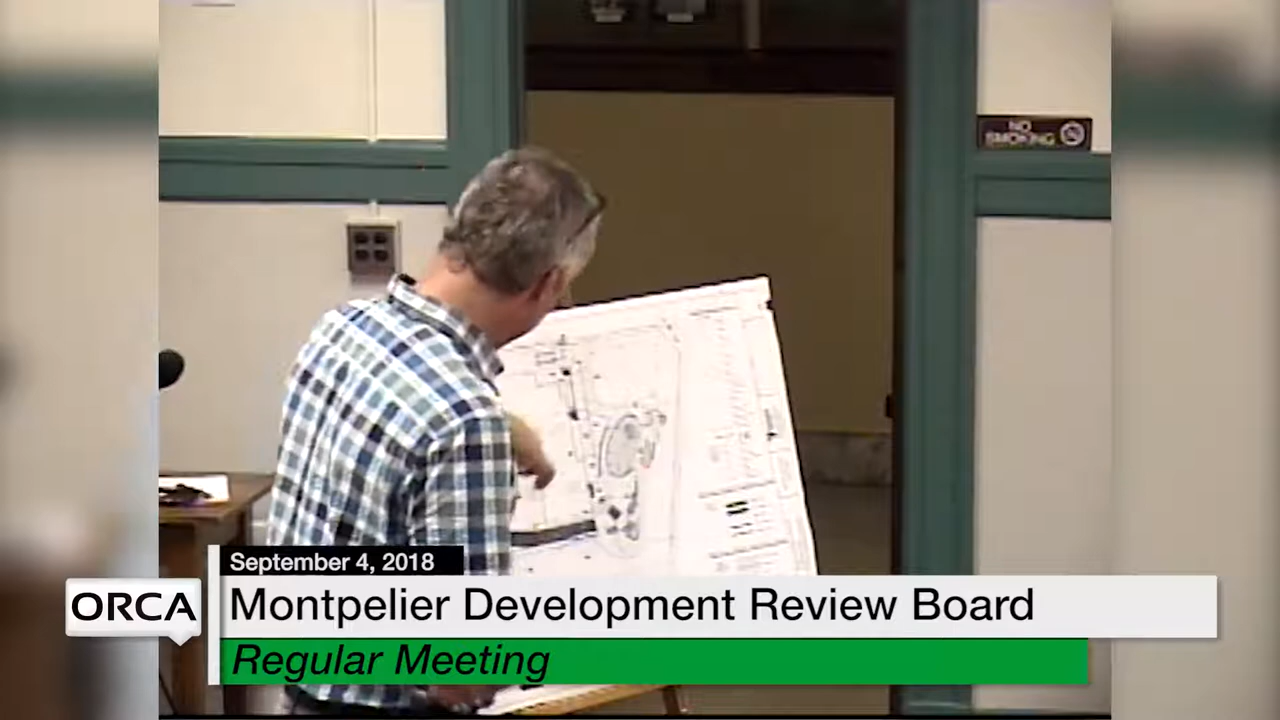 NO
SMOKING
September 4, 2018
ORCA
Montpelier Development Review Board
Regular Meeting